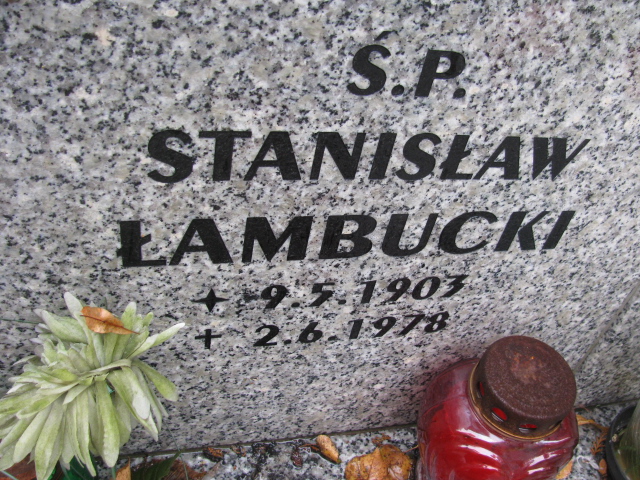 Ś.P.
STANISŁAW
ŁAMBUCKI
9.5.1903
+ 2.6.1978